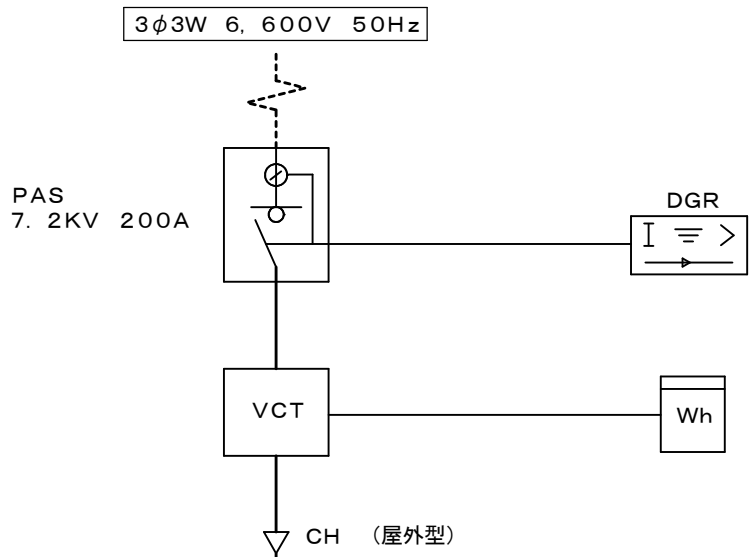 3φ3W 6,600V 50Hz
PAS
7.2KV 200A
DGR
I >
VCT
Wh
CH (屋外型)